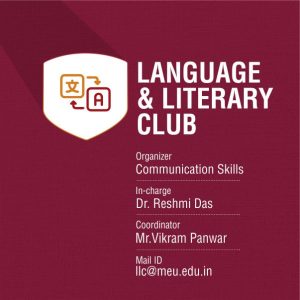 文
A
LANGUAGE
& LITERARY
CLUB
Organizer
Communication Skills
In-charge
Dr. Reshmi Das
Coordinator
Mr.Vikram Panwar
Mail ID
llc@meu.edu.in